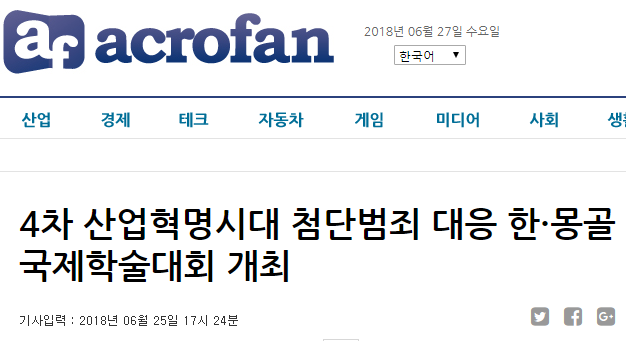 af acrofan
2018년 06월 27일 수요일
한국어
산업 경제 테크 자동차 게임 미디어 사회
4차 산업혁명시대 첨단범죄 대응 한·몽골
국제학술대회 개최
기사입력 : 2018년 06월 25일 17시 24분